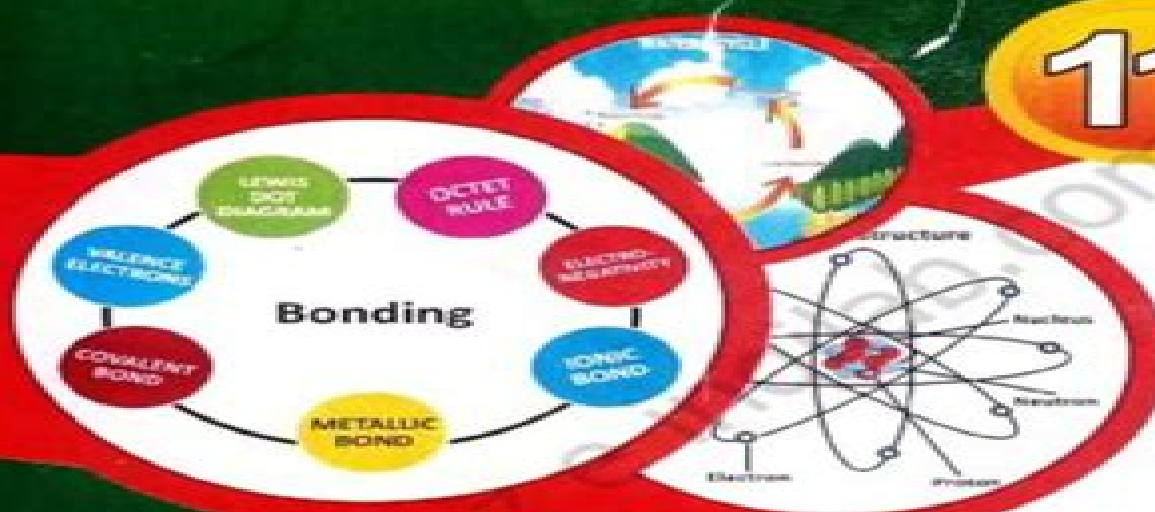 11
LEWIS
DOT
DIAGRAM
OCTET
RULE
VALENCE
ELECTRONS
ELECTRO-
NEGATIVITY
Bonding
COVALENT
BOND
IONIC
BOND
METALLIC
BOND
structure
Nucleus
Neutron
Electron
Proton